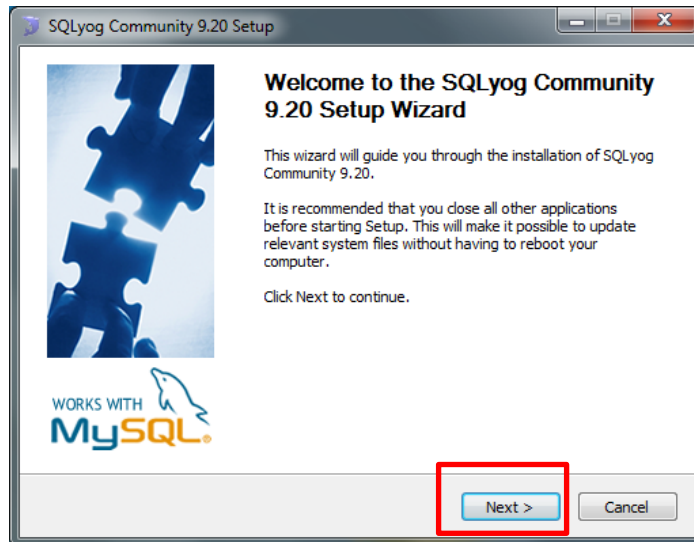 SQLyog Community 9.20 Setup
Welcome to the SQLyog Community
9.20 Setup Wizard
This wizard will guide you through the installation of SQLyog
Community 9.20.
It is recommended that you close all other applications
before starting Setup. This will make it possible to update
relevant system files without having to reboot your
computer.
Click Next to continue.
WORKS WITH
MySQL®
Next >
Cancel